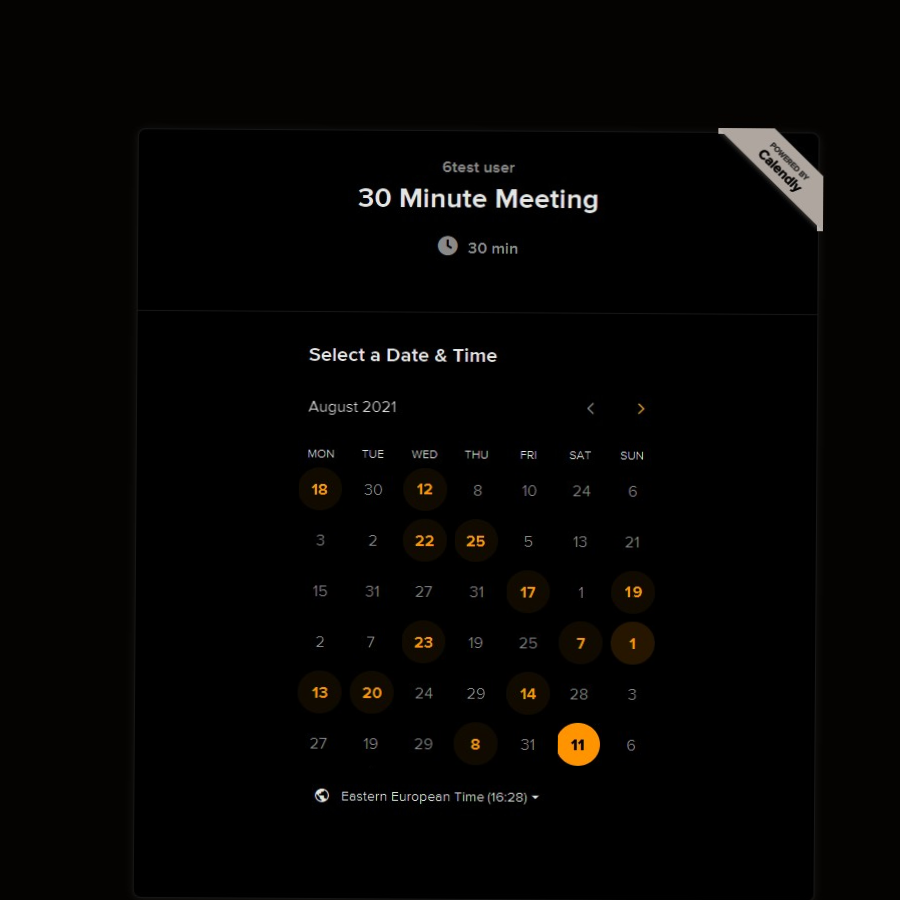 POWERED BY
Calendly
6test user
30 Minute Meeting
30 min
Select a Date & Time
August 2021
MON TUE WED THU FRI SAT SUN
18 30 12 8 10 24 6
3 2 22 25 5 13 21
15 31 27 31 17 1 19
2 7 23 19 25 7 1
13 20 24 29 14 28 3
27 19 29 8 31 11 6
Eastern European Time (16:28)